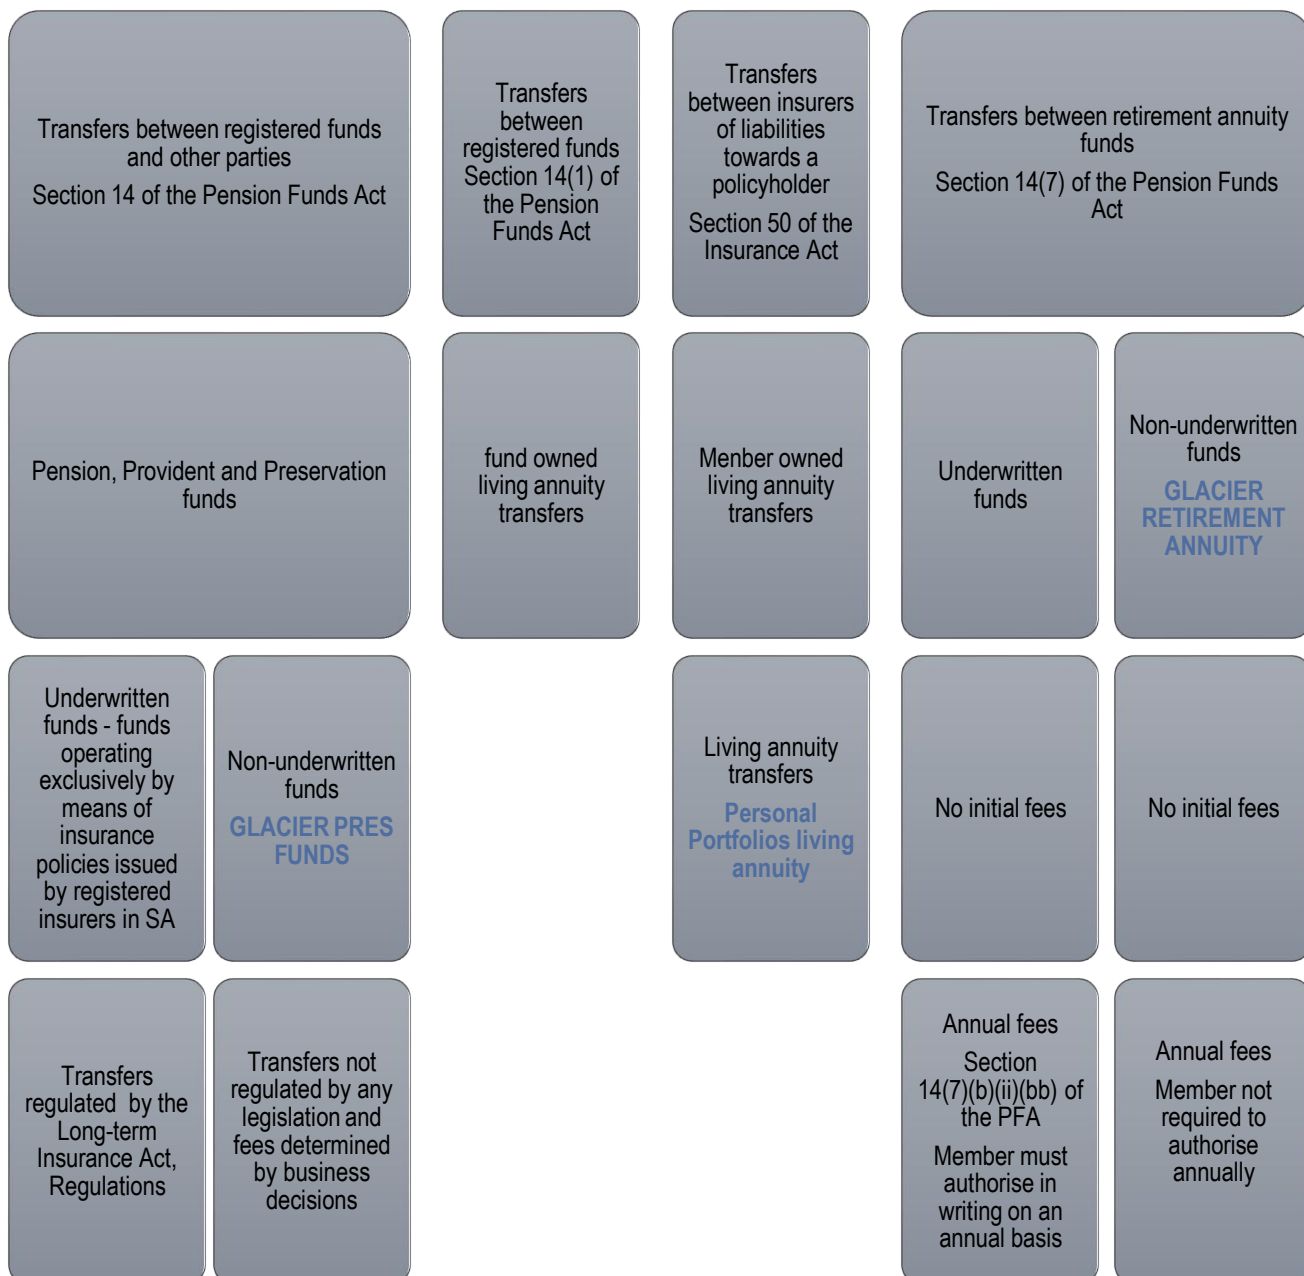 Transfers between registered funds
and other parties
Section 14 of the Pension Funds Act
Transfers
between
registered funds
Section 14(1) of
the Pension
Funds Act
Transfers
between insurers
of liabilities
towards a
policyholder
Section 50 of the
Insurance Act
Transfers between retirement annuity
funds
Section 14(7) of the Pension Funds
Act
Pension, Provident and Preservation
funds
fund owned
living annuity
transfers
Menber owned
living annuity
transfers
Underwritten
funds
Non-underwritten
funds
GLACIER
RETIREMENT
ANNUITY
Underwritten
funds - funds
operating
exclusively by
means of
insurance
policies issued
by registered
insurers in SA
Non-underwritten
funds
GLACIER PRES
FUNDS
Living annuity
transfers
Personal
Portfolios living
annuity
No initial fees
No initial fees
Transfers
regulated by the
Long-term
Insurance Act,
Regulations
Transfers not
regulated by any
legislation and
fees determined
by business
decisions
Annual fees
Section
14(7)(b)(ii)(bb) of
the PFA
Member must
authorise in
writing on an
annual basis
Annual fees
Member not
required to
authorise
annually